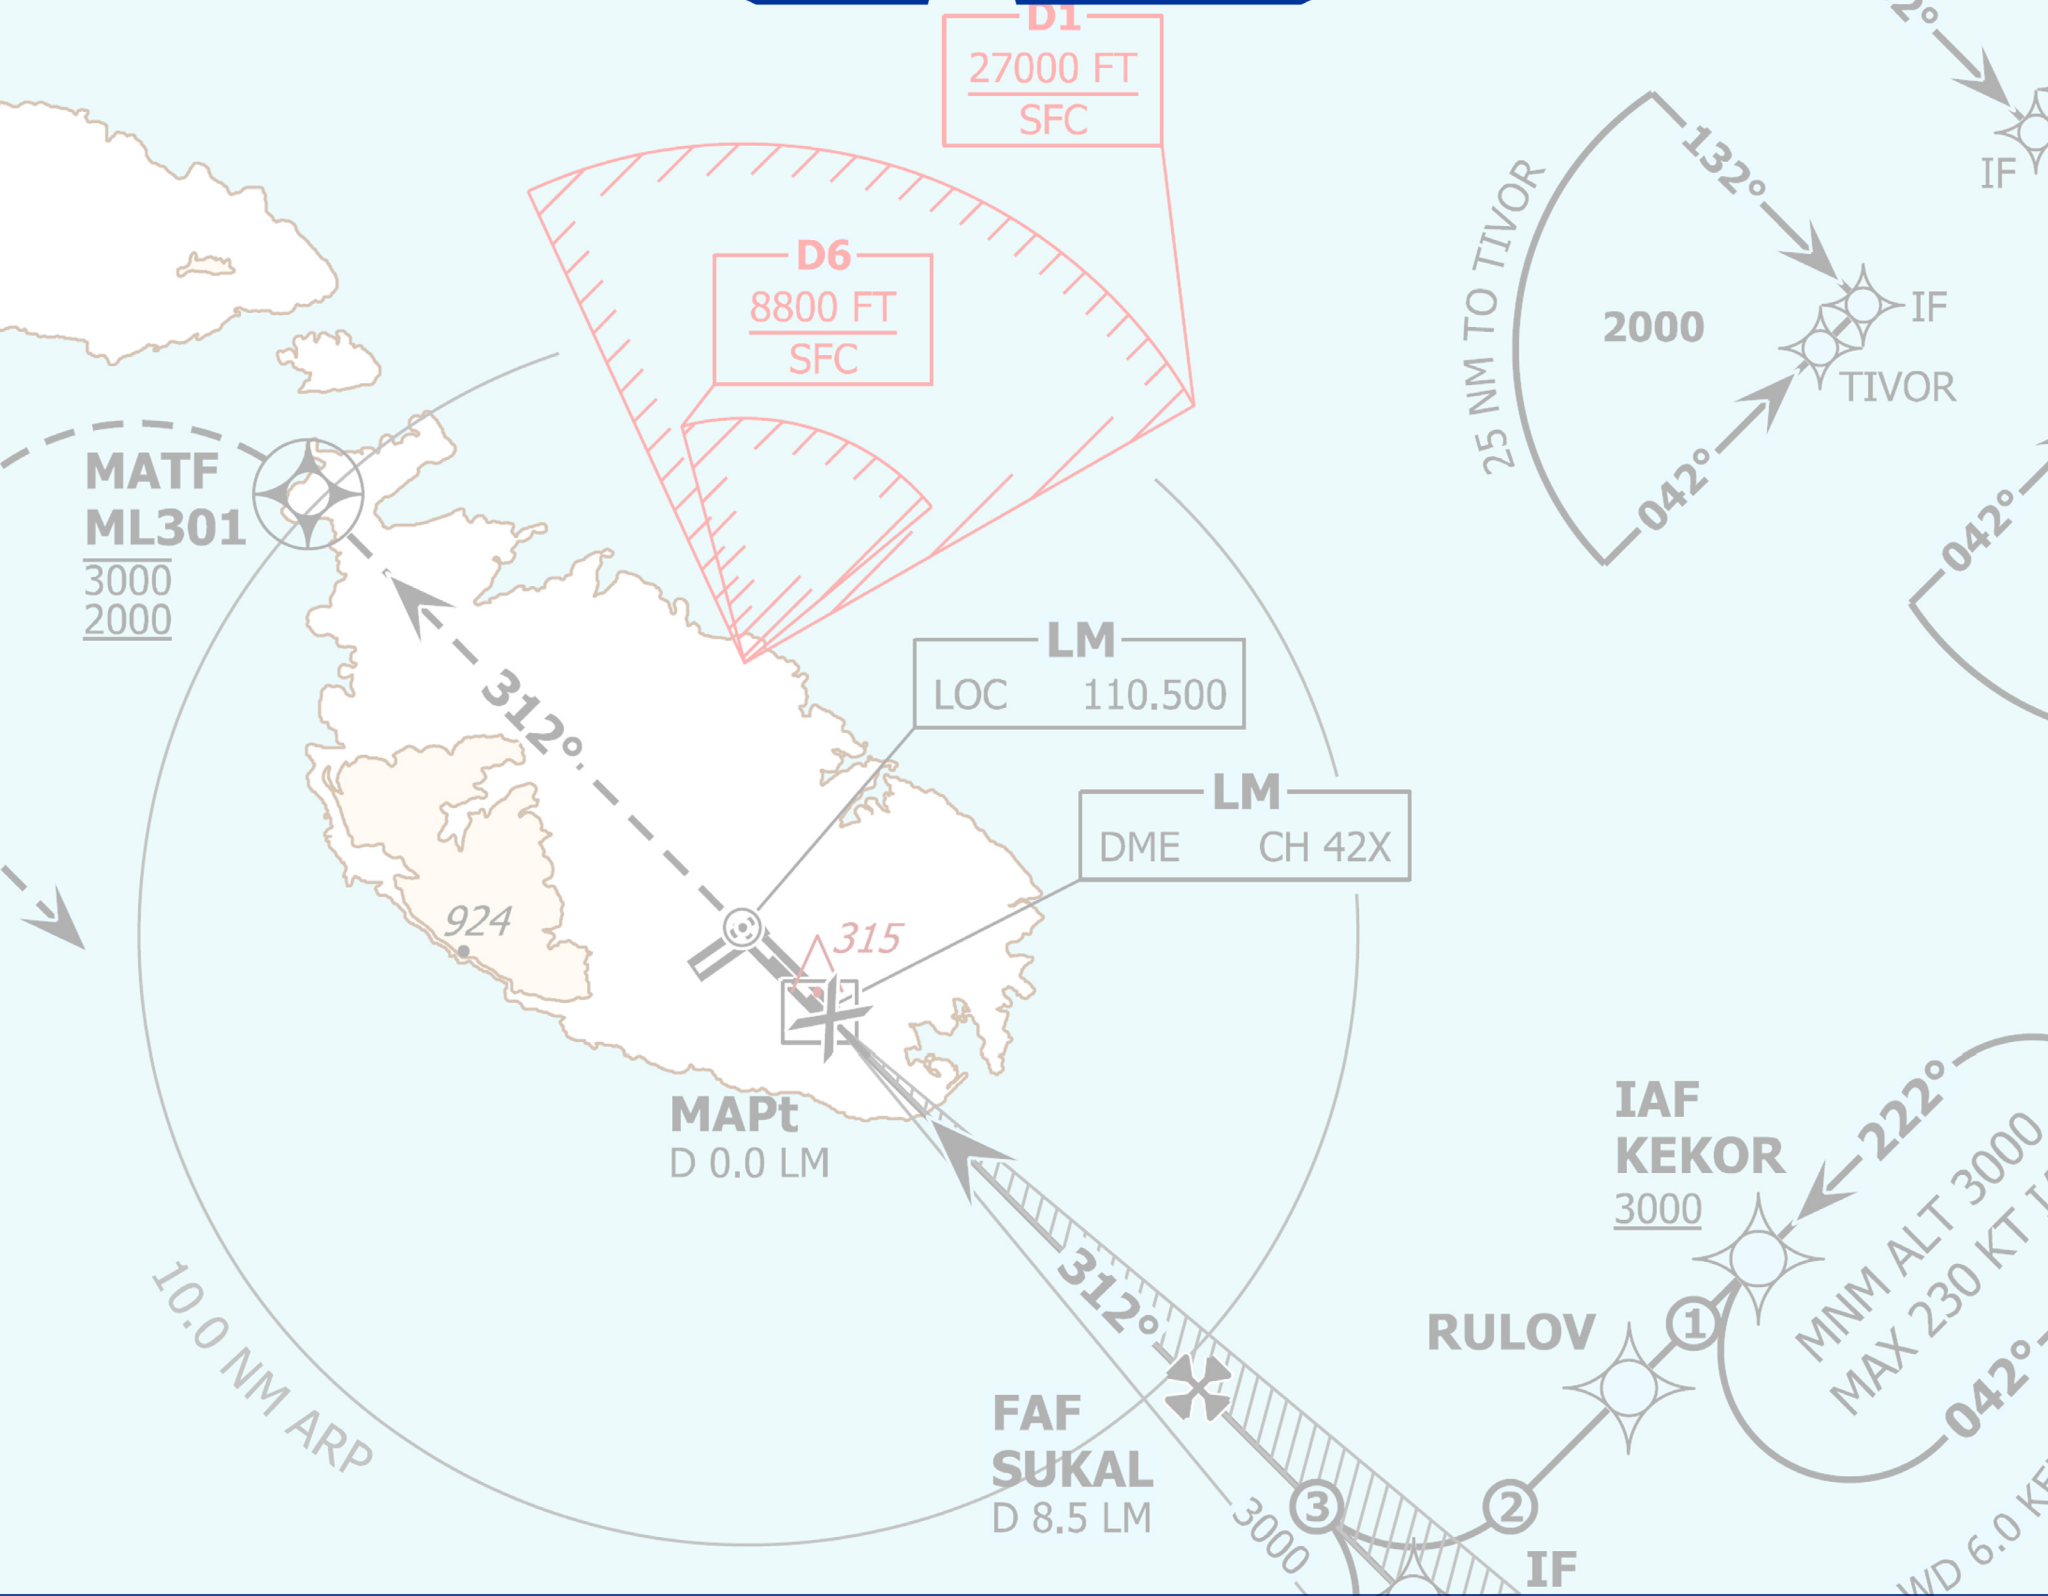 D1
27000 FT
SFC
D6
8800 FT
SFC
132°
IF
IF
25 NM TO TIVOR
2000
TIVOR
042°
042°
MATF
ML301
3000
2000
312°
LM
LOC 110.500
LM
DME CH 42X
924
315
MAPt
D 0.0 LM
10.0 NM ARP
312°
IAF
KEKOR
3000
222°
MNM ALT 3000
MAX 230 KT
RULOV
1
042°
FAF
SUKAL
D 8.5 LM
3
2
3000
IF
WD 6.0